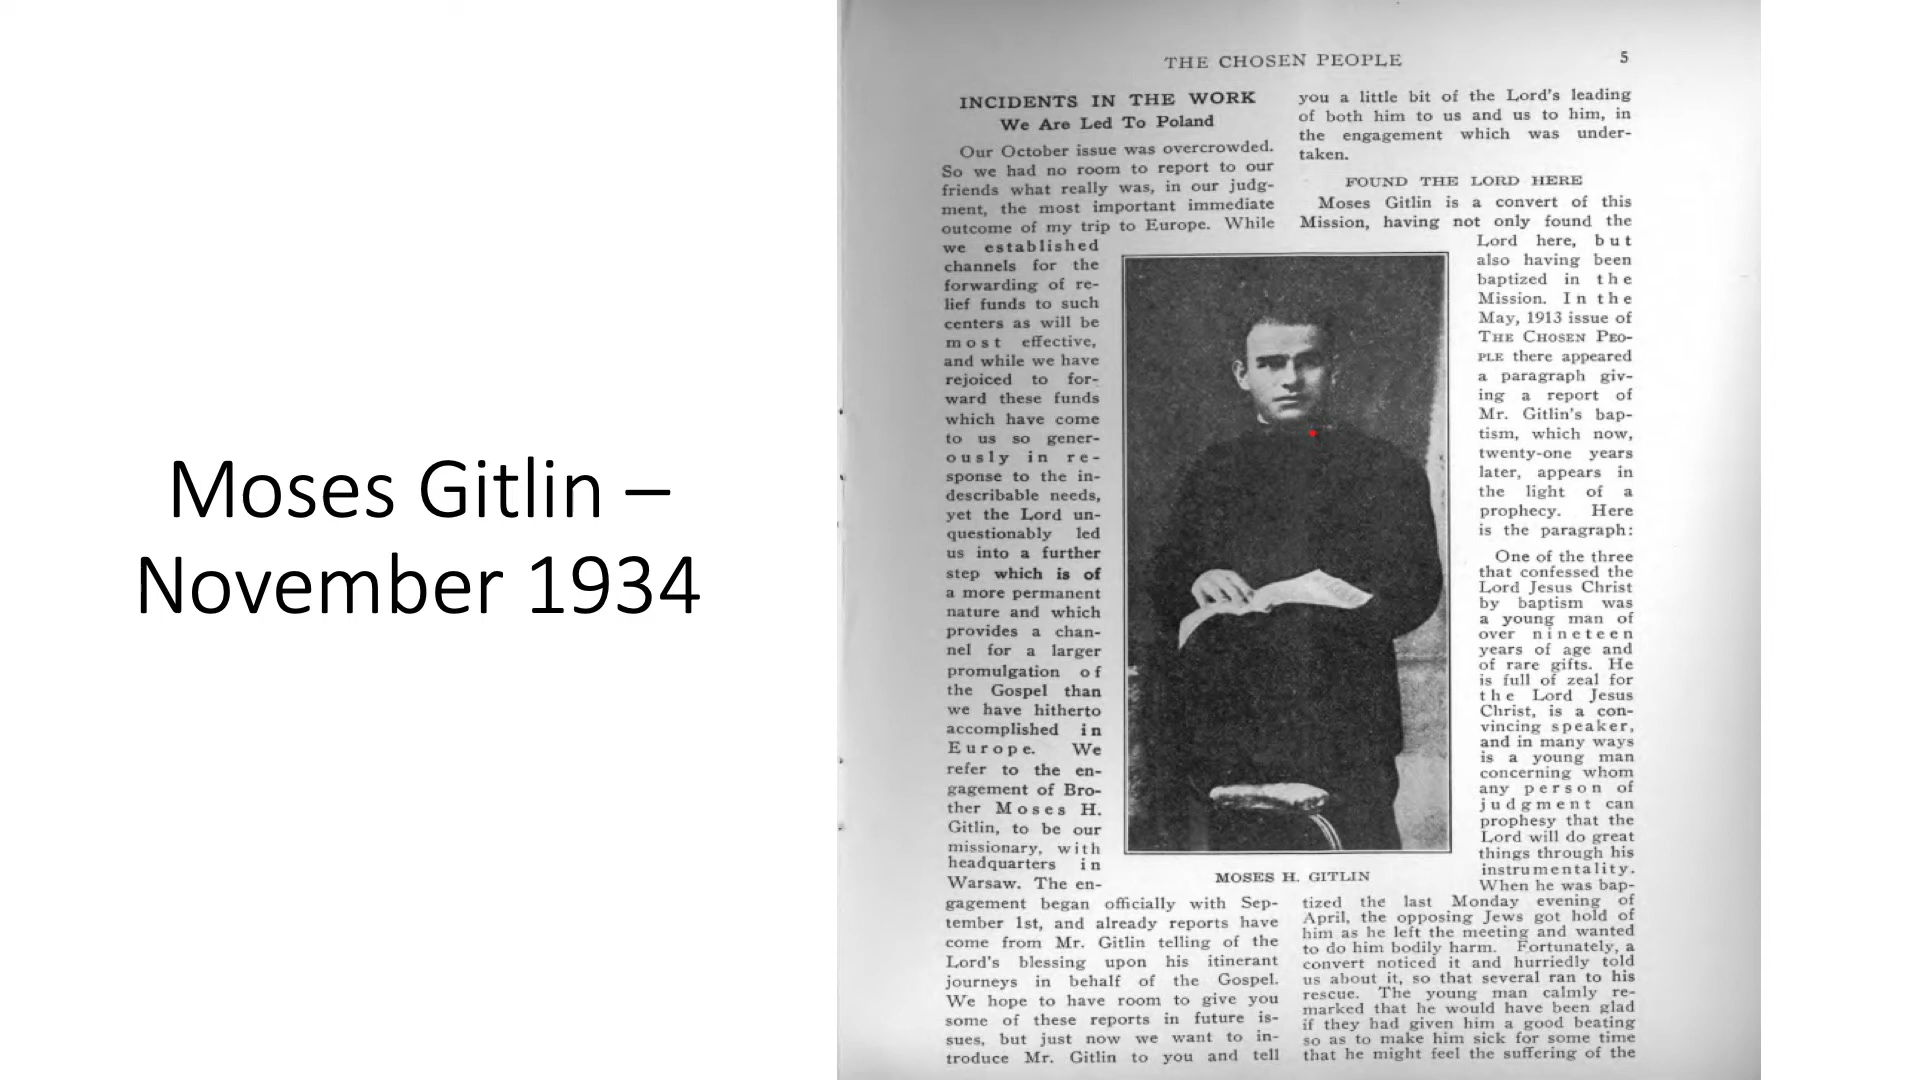 Moses Gitlin –
November 1934
THE CHOSEN PEOPLE
5
INCIDENTS IN THE WORK
We Are Led To Poland
Our October issue was overcrowded.
So we had no room to report to our
friends what really was, in our judg-
ment, the most important immediate
outcome of my trip to Europe. While
we established
channels for the
forwarding of re-
lief funds to such
centers as will be
most effective,
and while we have
rejoiced to for-
ward these funds
which have come
to us so gener-
ously in re-
sponse to the in-
describable needs,
yet the Lord un-
questionably led
us into a further
step which is of
a more permanent
nature and which
provides a chan-
nel for a larger
promulgation of
the Gospel than
we have hitherto
accomplished in
Europe. We
refer to the en-
gagement of Bro-
ther Moses H.
Gitlin, to be our
missionary, with
headquarters in
Warsaw. The en-
gagement began officially with Sep-
tember 1st, and already reports have
come from Mr. Gitlin telling of the
Lord's blessing upon his itinerant
journeys in behalf of the Gospel.
We hope to have room to give you
some of these reports in future is-
sues, but just now we want to in-
troduce Mr. Gitlin to you and tell
you a little bit of the Lord's leading
of both him to us and us to him, in
the engagement which was under-
taken.
FOUND THE LORD HERE
Moses Gitlin is a convert of this
Mission, having not only found the
Lord here, but
also having been
baptized in the
Mission. In the
May, 1913 issue of
THE CHOSEN PEO-
PLE there appeared
a paragraph giv-
ing a report of
Mr. Gitlin's bap-
tism, which now,
twenty-one years
later, appears in
the light of a
prophecy. Here
is the paragraph:
One of the three
that confessed the
Lord Jesus Christ
by baptism was
a young man of
over nineteen
years of age and
of rare gifts. He
is full of zeal for
the Lord Jesus
Christ, is a con-
vincing speaker,
and in many ways
is a young man
concerning whom
any person of
judgment can
prophesy that the
Lord will do great
things through his
instrumentality.
When he was bap-
tized the last Monday evening of
April, the opposing Jews got hold of
him as he left the meeting and wanted
to do him bodily harm. Fortunately, a
convert noticed it and hurriedly told
us about it, so that several ran to his
rescue. The young man calmly re-
marked that he would have been glad
if they had given him a good beating
so as to make him sick for some time
that he might feel the suffering of the
MOSES H. GITLIN